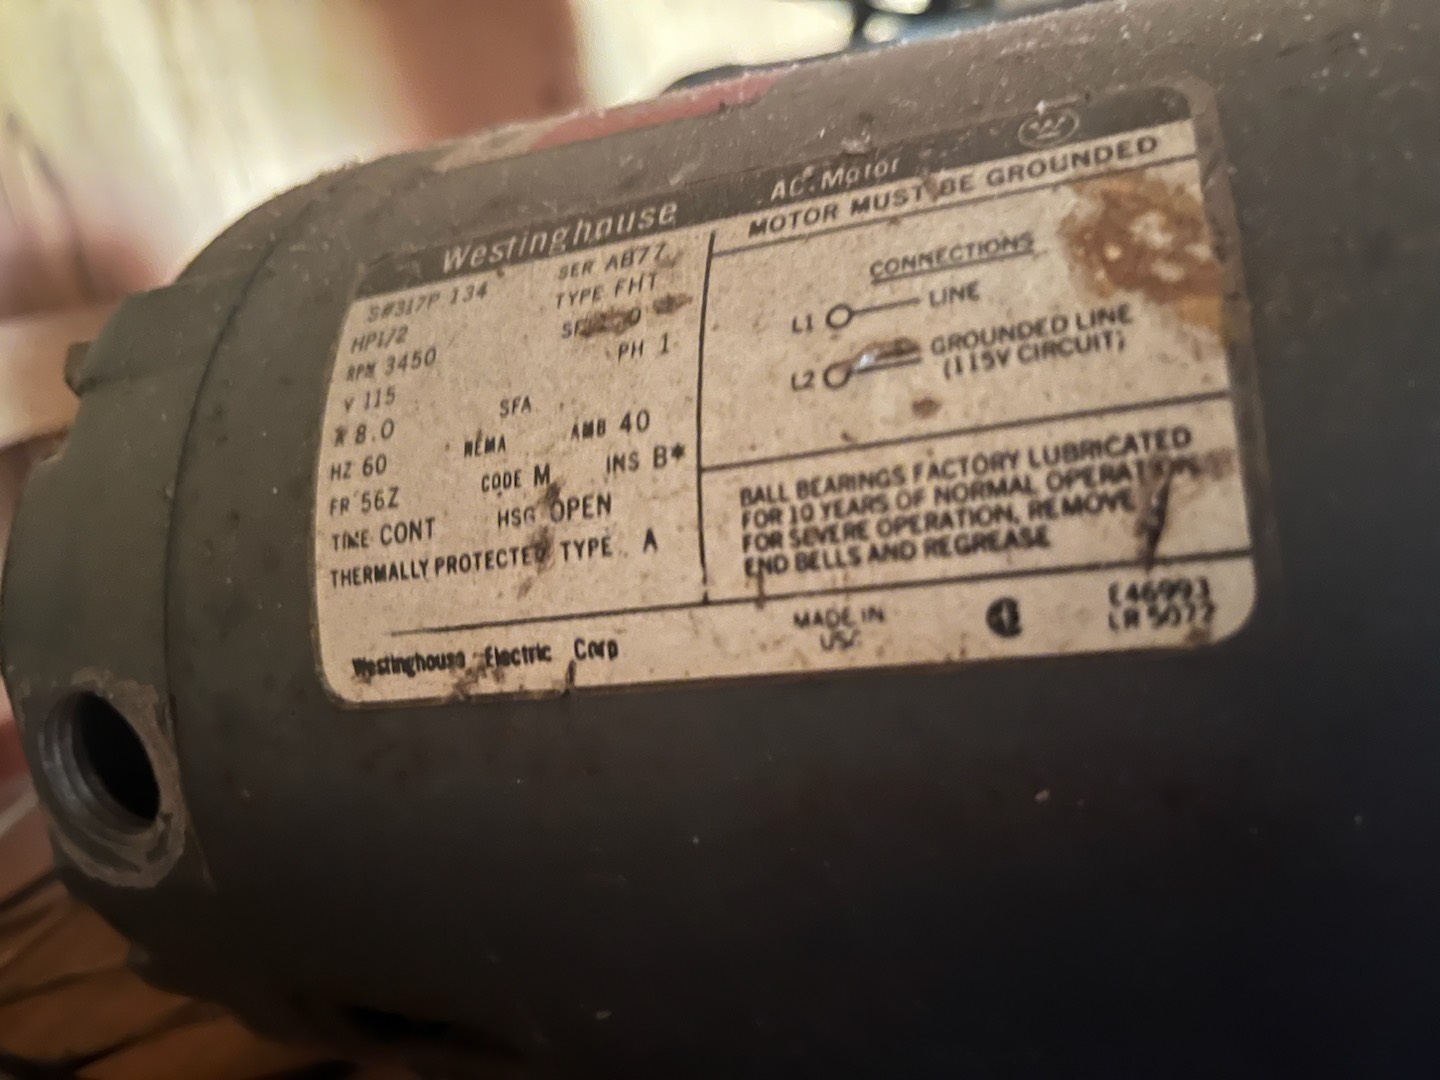 Westinghouse AC Motor
S#317P 134 SER AB77
HP1/2 TYPE FHT
RPM 3450
V 115 PH 1
A 8.0 SFA
HZ 60 NEMA AMB 40
FR 56Z CODE M INS B*
TIME CONT HSG OPEN
THERMALLY PROTECTED TYPE A
MOTOR MUST BE GROUNDED
CONNECTIONS
L1 LINE
L2 GROUNDED LINE
(115V CIRCUIT)
BALL BEARINGS FACTORY LUBRICATED
FOR 10 YEARS OF NORMAL OPERATION.
FOR SEVERE OPERATION, REMOVE
END BELLS AND REGREASE
Westinghouse Electric Corp
MADE IN
USA
E46993
LR 5072